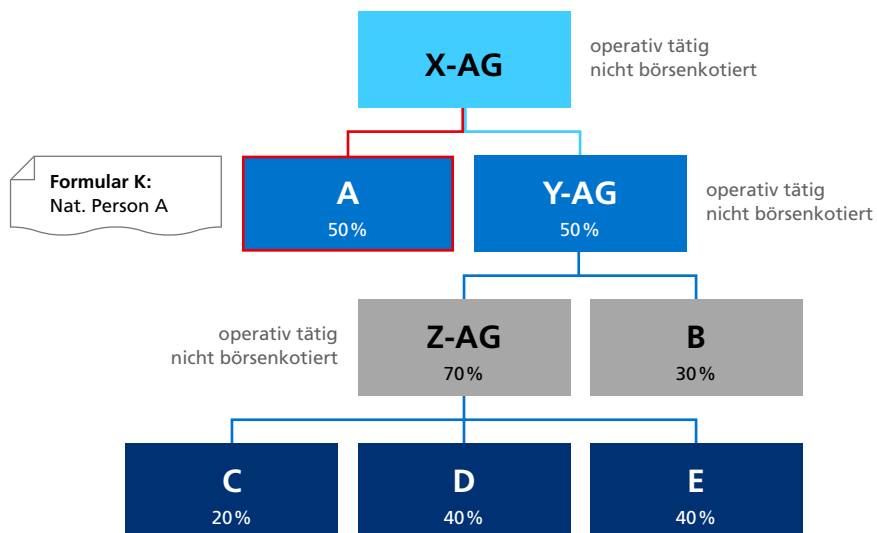 X-AG
operativ tätig
nicht börsenkotiert
Formular K:
Nat. Person A
A
50 %
Y-AG
50 %
operativ tätig
nicht börsenkotiert
operativ tätig
nicht börsenkotiert
Z-AG
70 %
B
30 %
C
20 %
D
40 %
E
40 %